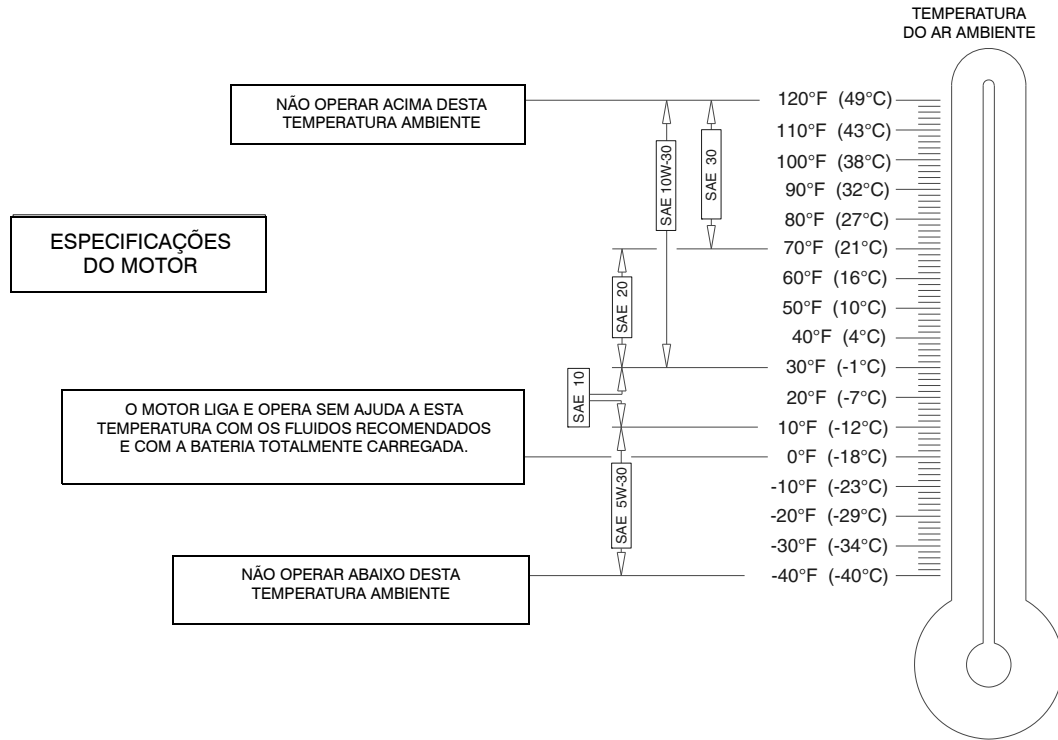 TEMPERATURA
DO AR AMBIENTE
NÃO OPERAR ACIMA DESTA
TEMPERATURA AMBIENTE
ESPECIFICAÇÕES
DO MOTOR
O MOTOR LIGA E OPERA SEM AJUDA A ESTA
TEMPERATURA COM OS FLUIDOS RECOMENDADOS
E COM A BATERIA TOTALMENTE CARREGADA.
NÃO OPERAR ABAIXO DESTA
TEMPERATURA AMBIENTE
SAE 10W-30
SAE 30
SAE 20
SAE 10
SAE 5W-30
120°F (49°C)
110°F (43°C)
100°F (38°C)
90°F (32°C)
80°F (27°C)
70°F (21°C)
60°F (16°C)
50°F (10°C)
40°F (4°C)
30°F (-1°C)
20°F (-7°C)
10°F (-12°C)
0°F (-18°C)
-10°F (-23°C)
-20°F (-29°C)
-30°F (-34°C)
-40°F (-40°C)